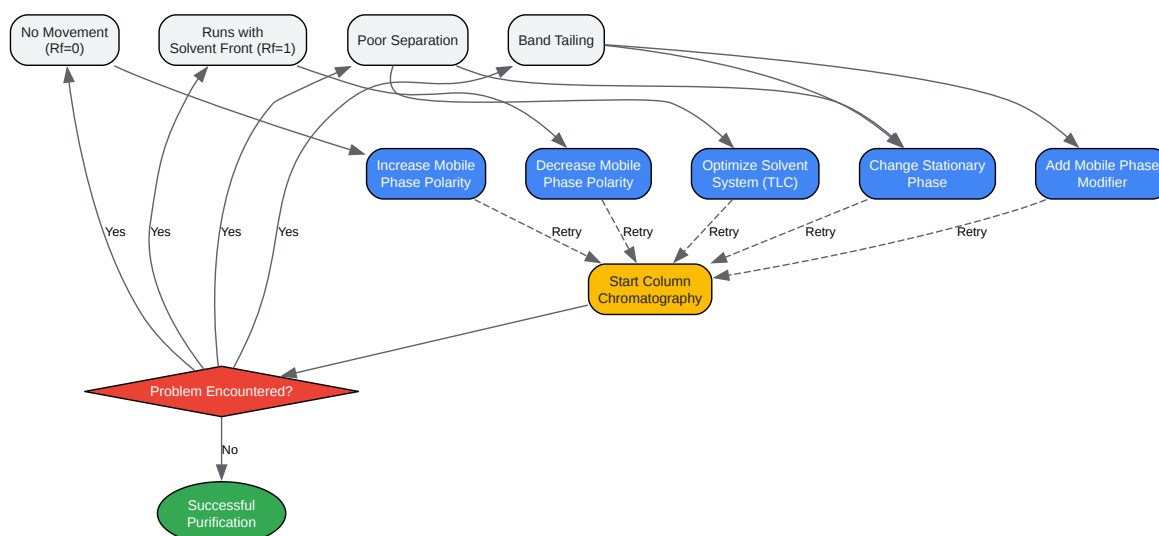 No Movement
(Rf=0)
Runs with
Solvent Front (Rf=1)
Poor Separation
Band Tailing
Increase Mobile
Phase Polarity
Decrease Mobile
Phase Polarity
Optimize Solvent
System (TLC)
Change Stationary
Phase
Add Mobile Phase
Modifier
Yes
Yes
Yes
Yes
Retry
Retry
Retry
Retry
Retry
Start Column
Chromatography
Problem Encountered?
No
Successful
Purification